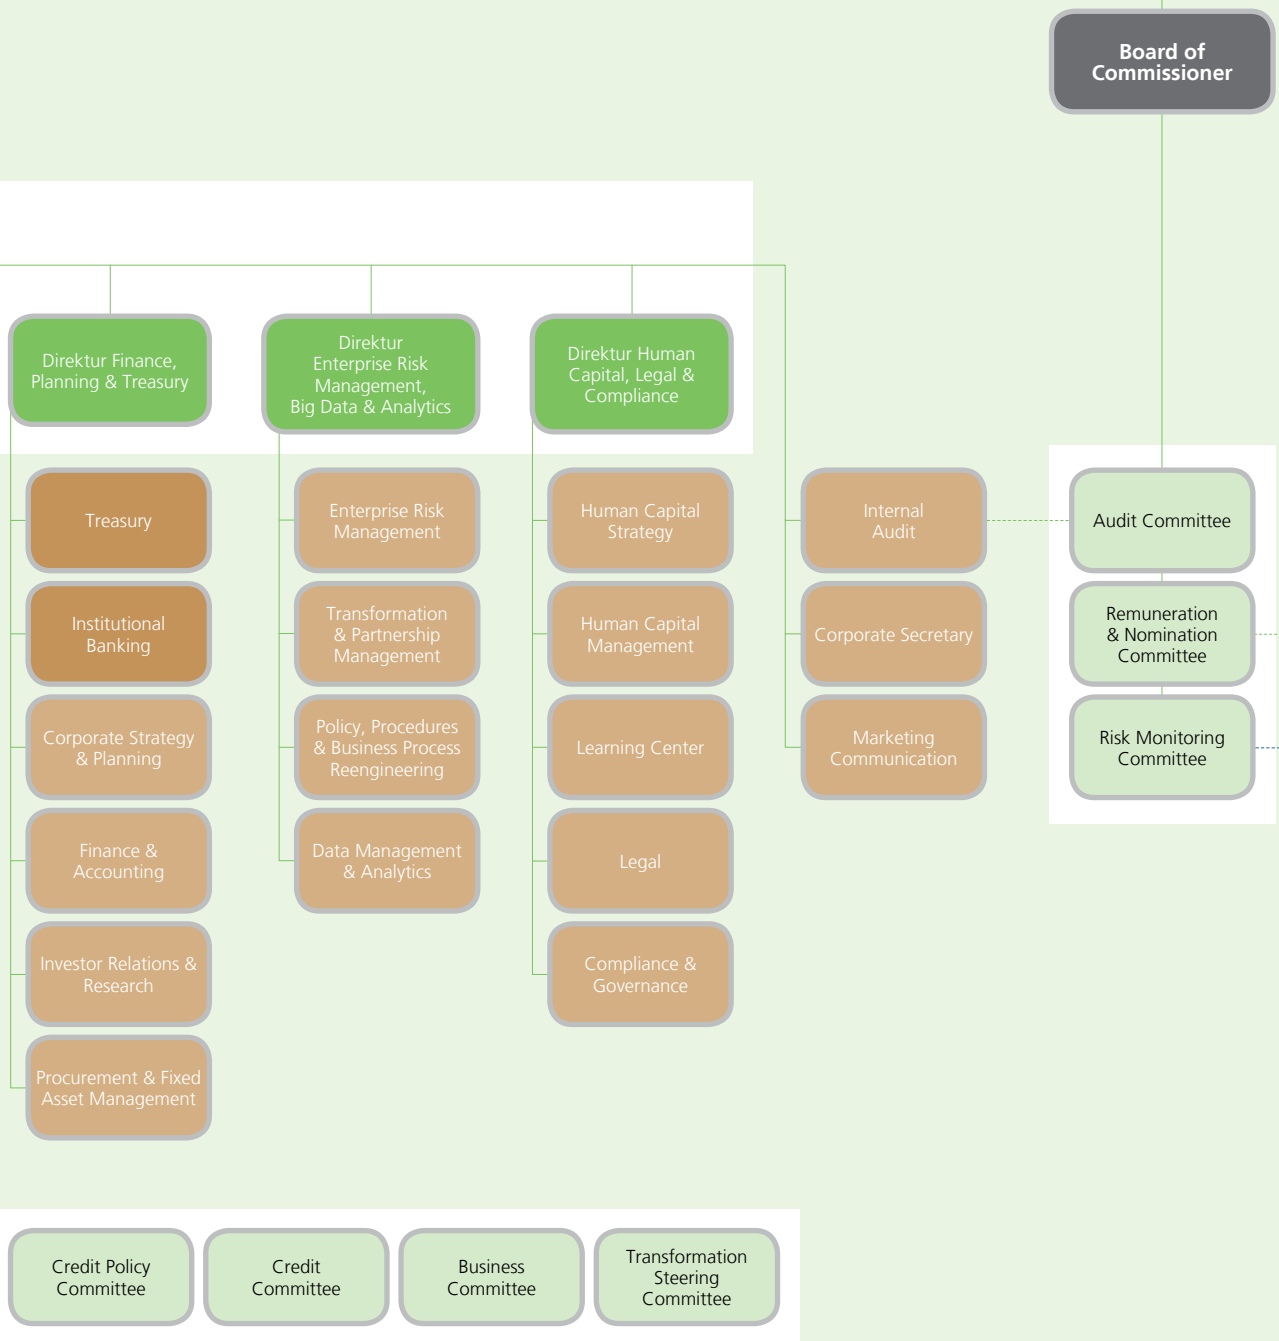 Board of
Commissioner
Direktur Finance,
Planning & Treasury
Direktur
Enterprise Risk
Management,
Big Data & Analytics
Direktur Human
Capital, Legal &
Compliance
Treasury
Institutional
Banking
Corporate Strategy
& Planning
Finance &
Accounting
Investor Relations &
Research
Procurement & Fixed
Asset Management
Enterprise Risk
Management
Transformation
& Partnership
Management
Policy, Procedures
& Business Process
Reengineering
Data Management
& Analytics
Human Capital
Strategy
Human Capital
Management
Learning Center
Legal
Compliance &
Governance
Internal
Audit
Corporate Secretary
Marketing
Communication
Audit Committee
Remuneration
& Nomination
Committee
Risk Monitoring
Committee
Credit Policy
Committee
Credit
Committee
Business
Committee
Transformation
Steering
Committee